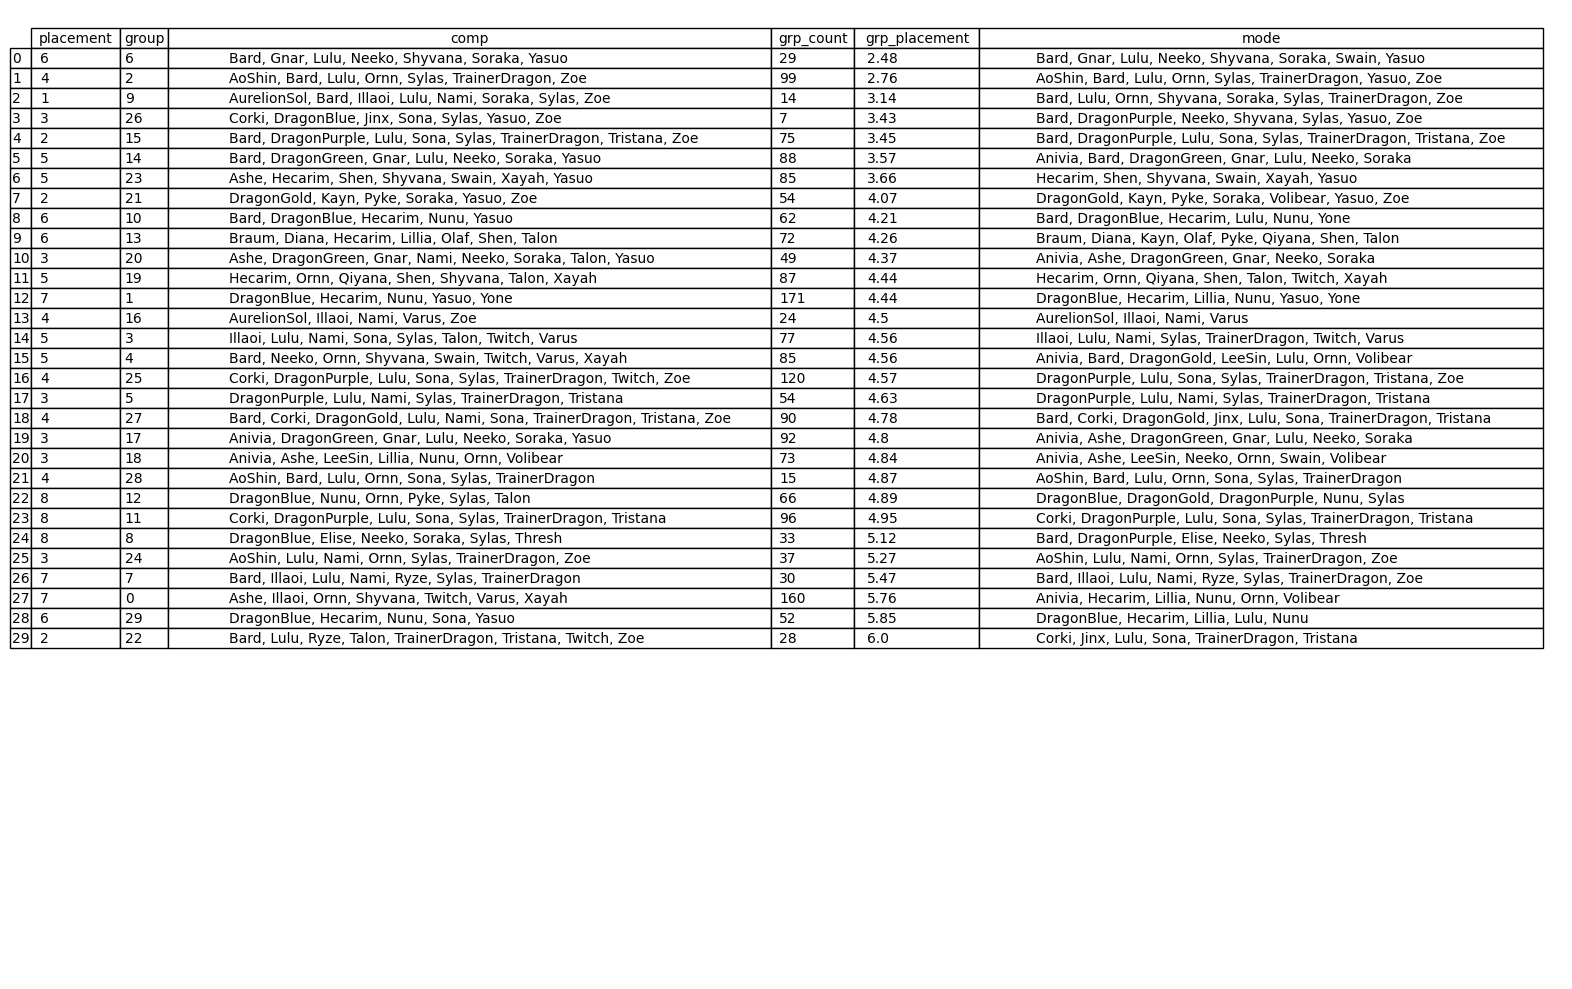 placement group comp grp_count grp_placement mode
0 6 6 Bard, Gnar, Lulu, Neeko, Shyvana, Soraka, Yasuo 29 2.48 Bard, Gnar, Lulu, Neeko, Shyvana, Soraka, Swain, Yasuo
1 4 2 AoShin, Bard, Lulu, Ornn, Sylas, TrainerDragon, Zoe 99 2.76 AoShin, Bard, Lulu, Ornn, Sylas, TrainerDragon, Yasuo, Zoe
2 1 9 AurelionSol, Bard, Illaoi, Lulu, Nami, Soraka, Sylas, Zoe 14 3.14 Bard, Lulu, Ornn, Shyvana, Soraka, Sylas, TrainerDragon, Zoe
3 3 26 Corki, DragonBlue, Jinx, Sona, Sylas, Yasuo, Zoe 7 3.43 Bard, DragonPurple, Neeko, Shyvana, Sylas, Yasuo, Zoe
4 2 15 Bard, DragonPurple, Lulu, Sona, Sylas, TrainerDragon, Tristana, Zoe 75 3.45 Bard, DragonPurple, Lulu, Sona, Sylas, TrainerDragon, Tristana, Zoe
5 5 14 Bard, DragonGreen, Gnar, Lulu, Neeko, Soraka, Yasuo 88 3.57 Anivia, Bard, DragonGreen, Gnar, Lulu, Neeko, Soraka
6 5 23 Ashe, Hecarim, Shen, Shyvana, Swain, Xayah, Yasuo 85 3.66 Hecarim, Shen, Shyvana, Swain, Xayah, Yasuo
7 2 21 DragonGold, Kayn, Pyke, Soraka, Yasuo, Zoe 54 4.07 DragonGold, Kayn, Pyke, Soraka, Volibear, Yasuo, Zoe
8 6 10 Bard, DragonBlue, Hecarim, Nunu, Yasuo 62 4.21 Bard, DragonBlue, Hecarim, Lulu, Nunu, Yone
9 6 13 Braum, Diana, Hecarim, Lillia, Olaf, Shen, Talon 72 4.26 Braum, Diana, Kayn, Olaf, Pyke, Qiyana, Shen, Talon
10 3 20 Ashe, DragonGreen, Gnar, Nami, Neeko, Soraka, Talon, Yasuo 49 4.37 Anivia, Ashe, DragonGreen, Gnar, Neeko, Soraka
11 5 19 Hecarim, Ornn, Qiyana, Shen, Shyvana, Talon, Xayah 87 4.44 Hecarim, Ornn, Qiyana, Shen, Talon, Twitch, Xayah
12 7 1 DragonBlue, Hecarim, Nunu, Yasuo, Yone 171 4.44 DragonBlue, Hecarim, Lillia, Nunu, Yasuo, Yone
13 4 16 AurelionSol, Illaoi, Nami, Varus, Zoe 24 4.5 AurelionSol, Illaoi, Nami, Varus
14 5 3 Illaoi, Lulu, Nami, Sona, Sylas, Talon, Twitch, Varus 77 4.56 Illaoi, Lulu, Nami, Sylas, TrainerDragon, Twitch, Varus
15 5 4 Bard, Neeko, Ornn, Shyvana, Swain, Twitch, Varus, Xayah 85 4.56 Anivia, Bard, DragonGold, LeeSin, Lulu, Ornn, Volibear
16 4 25 Corki, DragonPurple, Lulu, Sona, Sylas, TrainerDragon, Twitch, Zoe 120 4.57 DragonPurple, Lulu, Sona, Sylas, TrainerDragon, Tristana, Zoe
17 3 5 DragonPurple, Lulu, Nami, Sylas, TrainerDragon, Tristana 54 4.63 DragonPurple, Lulu, Nami, Sylas, TrainerDragon, Tristana
18 4 27 Bard, Corki, DragonGold, Lulu, Nami, Sona, TrainerDragon, Tristana, Zoe 90 4.78 Bard, Corki, DragonGold, Jinx, Lulu, Sona, TrainerDragon, Tristana
19 3 17 Anivia, DragonGreen, Gnar, Lulu, Neeko, Soraka, Yasuo 92 4.8 Anivia, Ashe, DragonGreen, Gnar, Lulu, Neeko, Soraka
20 3 18 Anivia, Ashe, LeeSin, Lillia, Nunu, Ornn, Volibear 73 4.84 Anivia, Ashe, LeeSin, Neeko, Ornn, Swain, Volibear
21 4 28 AoShin, Bard, Lulu, Ornn, Sona, Sylas, TrainerDragon 15 4.87 AoShin, Bard, Lulu, Ornn, Sona, Sylas, TrainerDragon
22 8 12 DragonBlue, Nunu, Ornn, Pyke, Sylas, Talon 66 4.89 DragonBlue, DragonGold, DragonPurple, Nunu, Sylas
23 8 11 Corki, DragonPurple, Lulu, Sona, Sylas, TrainerDragon, Tristana 96 4.95 Corki, DragonPurple, Lulu, Sona, Sylas, TrainerDragon, Tristana
24 8 8 DragonBlue, Elise, Neeko, Soraka, Sylas, Thresh 33 5.12 Bard, DragonPurple, Elise, Neeko, Sylas, Thresh
25 3 24 AoShin, Lulu, Nami, Ornn, Sylas, TrainerDragon, Zoe 37 5.27 AoShin, Lulu, Nami, Ornn, Sylas, TrainerDragon, Zoe
26 7 7 Bard, Illaoi, Lulu, Nami, Ryze, Sylas, TrainerDragon 30 5.47 Bard, Illaoi, Lulu, Nami, Ryze, Sylas, TrainerDragon, Zoe
27 7 0 Ashe, Illaoi, Ornn, Shyvana, Twitch, Varus, Xayah 160 5.76 Anivia, Hecarim, Lillia, Nunu, Ornn, Volibear
28 6 29 DragonBlue, Hecarim, Nunu, Sona, Yasuo 52 5.85 DragonBlue, Hecarim, Lillia, Lulu, Nunu
29 2 22 Bard, Lulu, Ryze, Talon, TrainerDragon, Tristana, Twitch, Zoe 28 6.0 Corki, Jinx, Lulu, Sona, TrainerDragon, Tristana